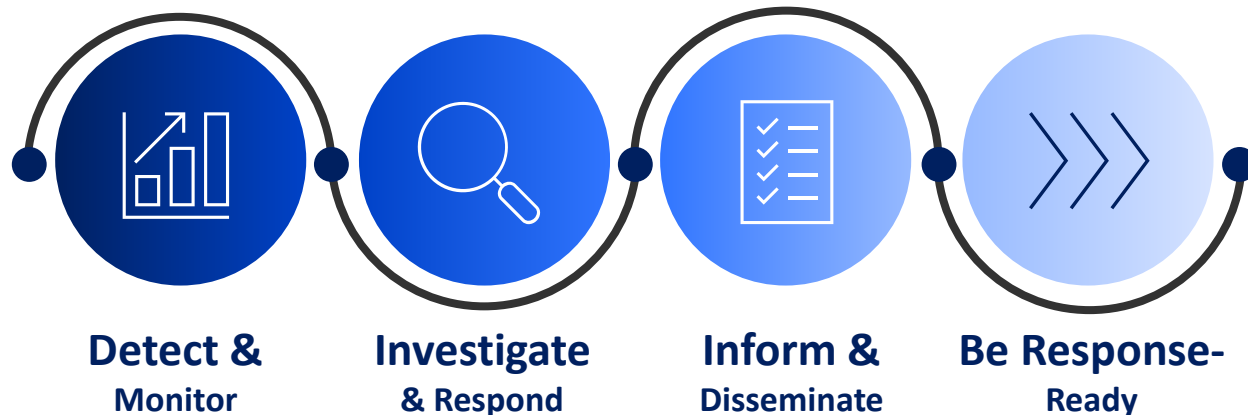 Detect &
Monitor
Investigate
& Respond
Inform &
Disseminate
Be Response-
Ready